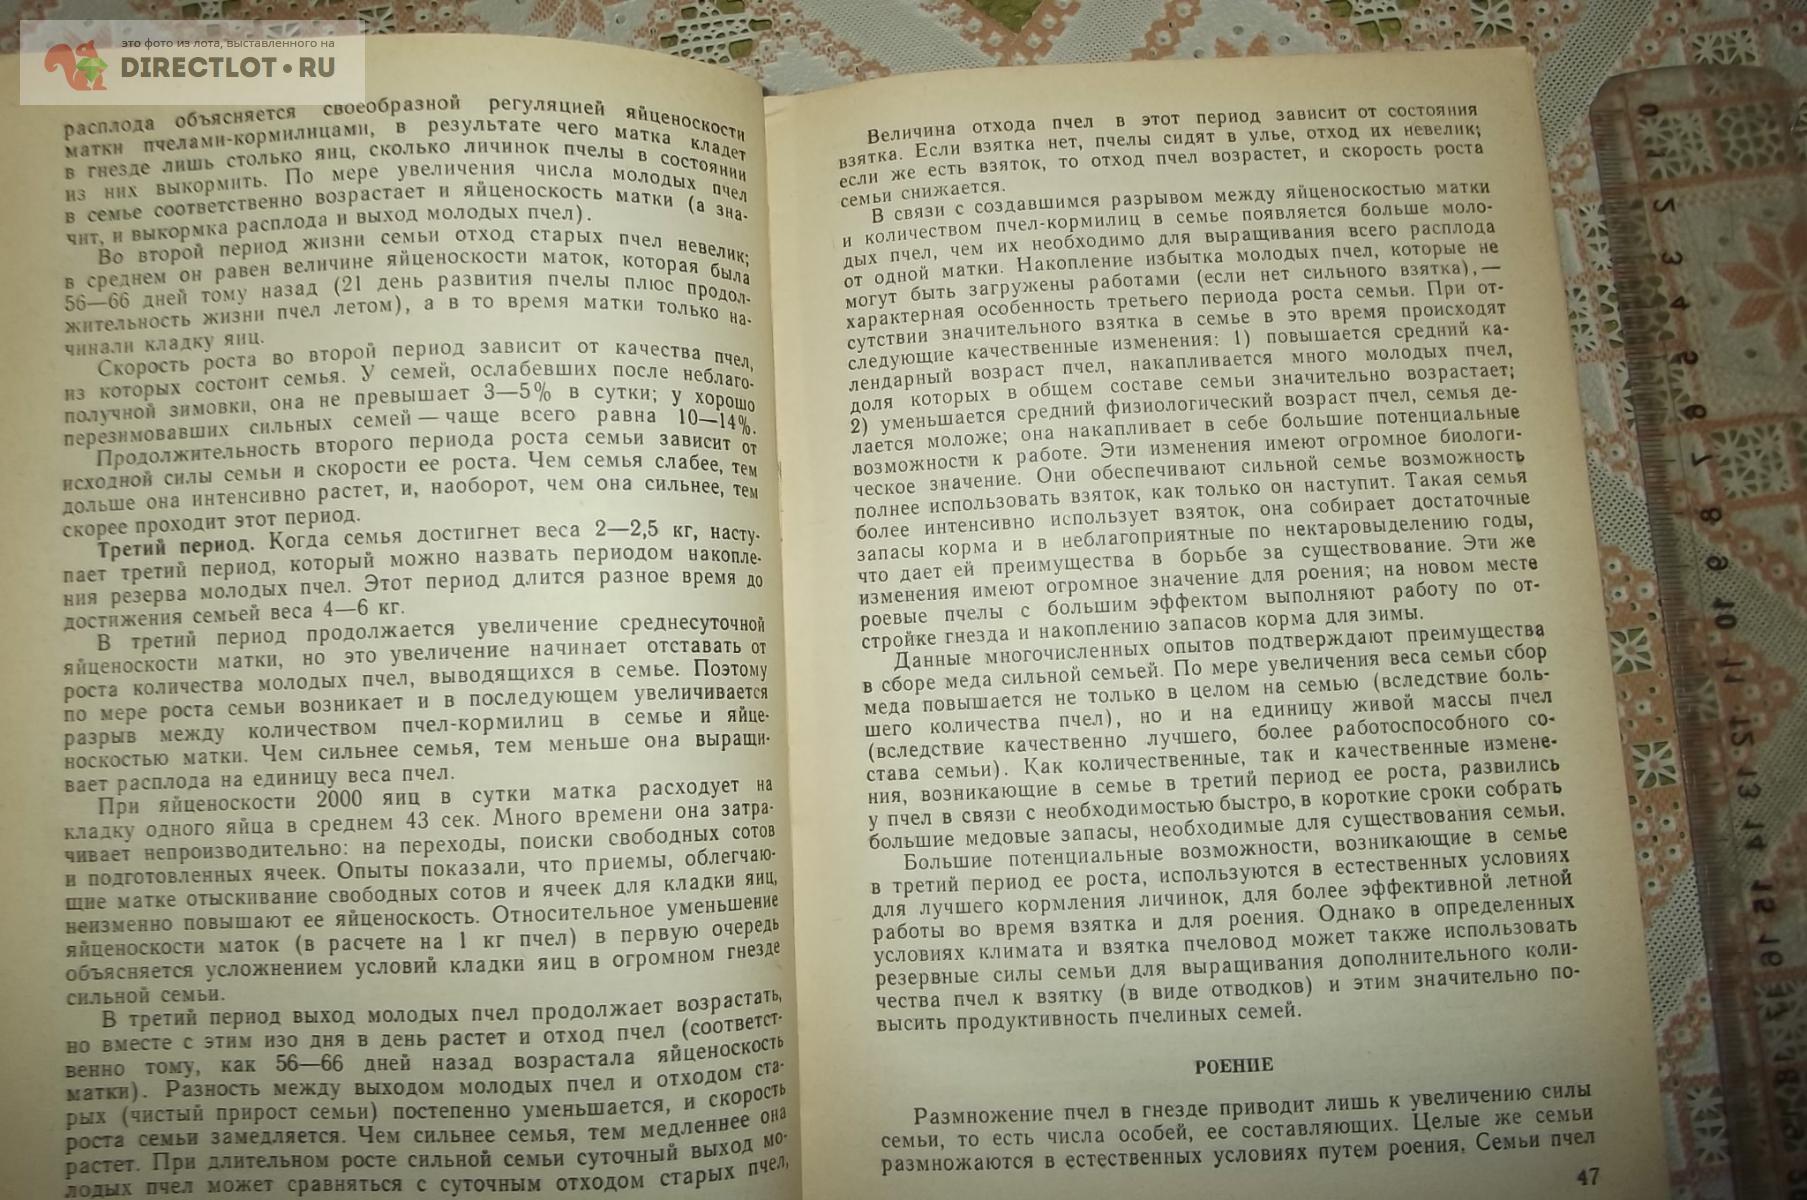 это фото из лота, выставленного на
DIRECTLOT.RU
расплода объясняется своеобразной регуляцией яйценоскости
матки пчелами-кормилицами, в результате чего матка кладет
в гнезде лишь столько яиц, сколько личинок пчелы в состоянии
из них выкормить. По мере увеличения числа молодых пчел
в семье соответственно возрастает и яйценоскость матки (а зна-
чит, и выкормка расплода и выход молодых пчел).
Во второй период жизни семьи отход старых пчел невелик;
в среднем он равен величине яйценоскости маток, которая была
56—66 дней тому назад (21 день развития пчелы плюс продол-
жительность жизни пчел летом), а в то время матки только на-
чинали кладку яиц.
Скорость роста во второй период зависит от качества пчел,
из которых состоит семья. У семей, ослабевших после неблаго-
получной зимовки, она не превышает 3—5% в сутки; у хорошо
перезимовавших сильных семей — чаще всего равна 10—14%.
Продолжительность второго периода роста семьи зависит от
исходной силы семьи и скорости ее роста. Чем семья слабее, тем
дольше она интенсивно растет, и, наоборот, чем она сильнее, тем
скорее проходит этот период.
Третий период. Когда семья достигнет веса 2—2,5 кг, насту-
пает третий период, который можно назвать периодом накопле-
ния резерва молодых пчел. Этот период длится разное время до
достижения семьей веса 4—6 кг.
В третий период продолжается увеличение среднесуточной
яйценоскости матки, но это увеличение начинает отставать от
роста количества молодых пчел, выводящихся в семье. Поэтому
по мере роста семьи возникает и в последующем увеличивается
разрыв между количеством пчел-кормилиц в семье и яйце-
носкостью матки. Чем сильнее семья, тем меньше она выращи-
вает расплода на единицу веса пчел.
При яйценоскости 2000 яиц в сутки матка расходует на
кладку одного яйца в среднем 43 сек. Много времени она затра-
чивает непроизводительно: на переходы, поиски свободных сотов
и подготовленных ячеек. Опыты показали, что приемы, облегчаю-
щие матке отыскивание свободных сотов и ячеек для кладки яиц,
неизменно повышают ее яйценоскость. Относительное уменьшение
яйценоскости маток (в расчете на 1 кг пчел) в первую очередь
объясняется усложнением условий кладки яиц в огромном гнезде
сильной семьи.
В третий период выход молодых пчел продолжает возрастать,
но вместе с этим изо дня в день растет и отход пчел (соответст-
венно тому, как 56—66 дней назад возрастала яйценоскость
матки). Разность между выходом молодых пчел и отходом ста-
рых (чистый прирост семьи) постепенно уменьшается, и скорость
роста семьи замедляется. Чем сильнее семья, тем медленнее она
растет. При длительном росте сильной семьи суточный выход мо-
лодых пчел может сравняться с суточным отходом старых пчел,
Величина отхода пчел в этот период зависит от состояния
взятка. Если взятка нет, пчелы сидят в улье, отход их невелик;
если же есть взяток, то отход пчел возрастет, и скорость роста
семьи снижается.
В связи с создавшимся разрывом между яйценоскостью матки
и количеством пчел-кормилиц в семье появляется больше моло-
дых пчел, чем их необходимо для выращивания всего расплода
от одной матки. Накопление избытка молодых пчел, которые не
могут быть загружены работами (если нет сильного взятка), —
характерная особенность третьего периода роста семьи. При от-
сутствии значительного взятка в семье в это время происходят
следующие качественные изменения: 1) повышается средний ка-
лендарный возраст пчел, накапливается много молодых пчел,
доля которых в общем составе семьи значительно возрастает;
2) уменьшается средний физиологический возраст пчел, семья де-
лается моложе; она накапливает в себе большие потенциальные
возможности к работе. Эти изменения имеют огромное биологи-
ческое значение. Они обеспечивают сильной семье возможность
полнее использовать взяток, как только он наступит. Такая семья
более интенсивно использует взяток, она собирает достаточные
запасы корма и в неблагоприятные по нектаровыделению годы,
что дает ей преимущества в борьбе за существование. Эти же
изменения имеют огромное значение для роения; на новом месте
роевые пчелы с большим эффектом выполняют работу по от-
стройке гнезда и накоплению запасов корма для зимы.
Данные многочисленных опытов подтверждают преимущества
в сборе меда сильной семьей. По мере увеличения веса семьи сбор
меда повышается не только в целом на семью (вследствие боль-
шего количества пчел), но и на единицу живой массы пчел
(вследствие качественно лучшего, более работоспособного со-
става семьи). Как количественные, так и качественные измене-
ния, возникающие в семье в третий период ее роста, развились
у пчел в связи с необходимостью быстро, в короткие сроки собрать
большие медовые запасы, необходимые для существования семьи.
Большие потенциальные возможности, возникающие в семье
в третий период ее роста, используются в естественных условиях
для лучшего кормления личинок, для более эффективной летной
работы во время взятка и для роения. Однако в определенных
условиях климата и взятка пчеловод может также использовать
резервные силы семьи для выращивания дополнительного коли-
чества пчел к взятку (в виде отводков) и этим значительно по-
высить продуктивность пчелиных семей.
РОЕНИЕ
Размножение пчел в гнезде приводит лишь к увеличению силы
семьи, то есть числа особей, ее составляющих. Целые же семьи
размножаются в естественных условиях путем роения. Семьи пчел
47
0
1
2
3
4
5
6
7
8
9
10
11
12
13
14
15
16
17
18